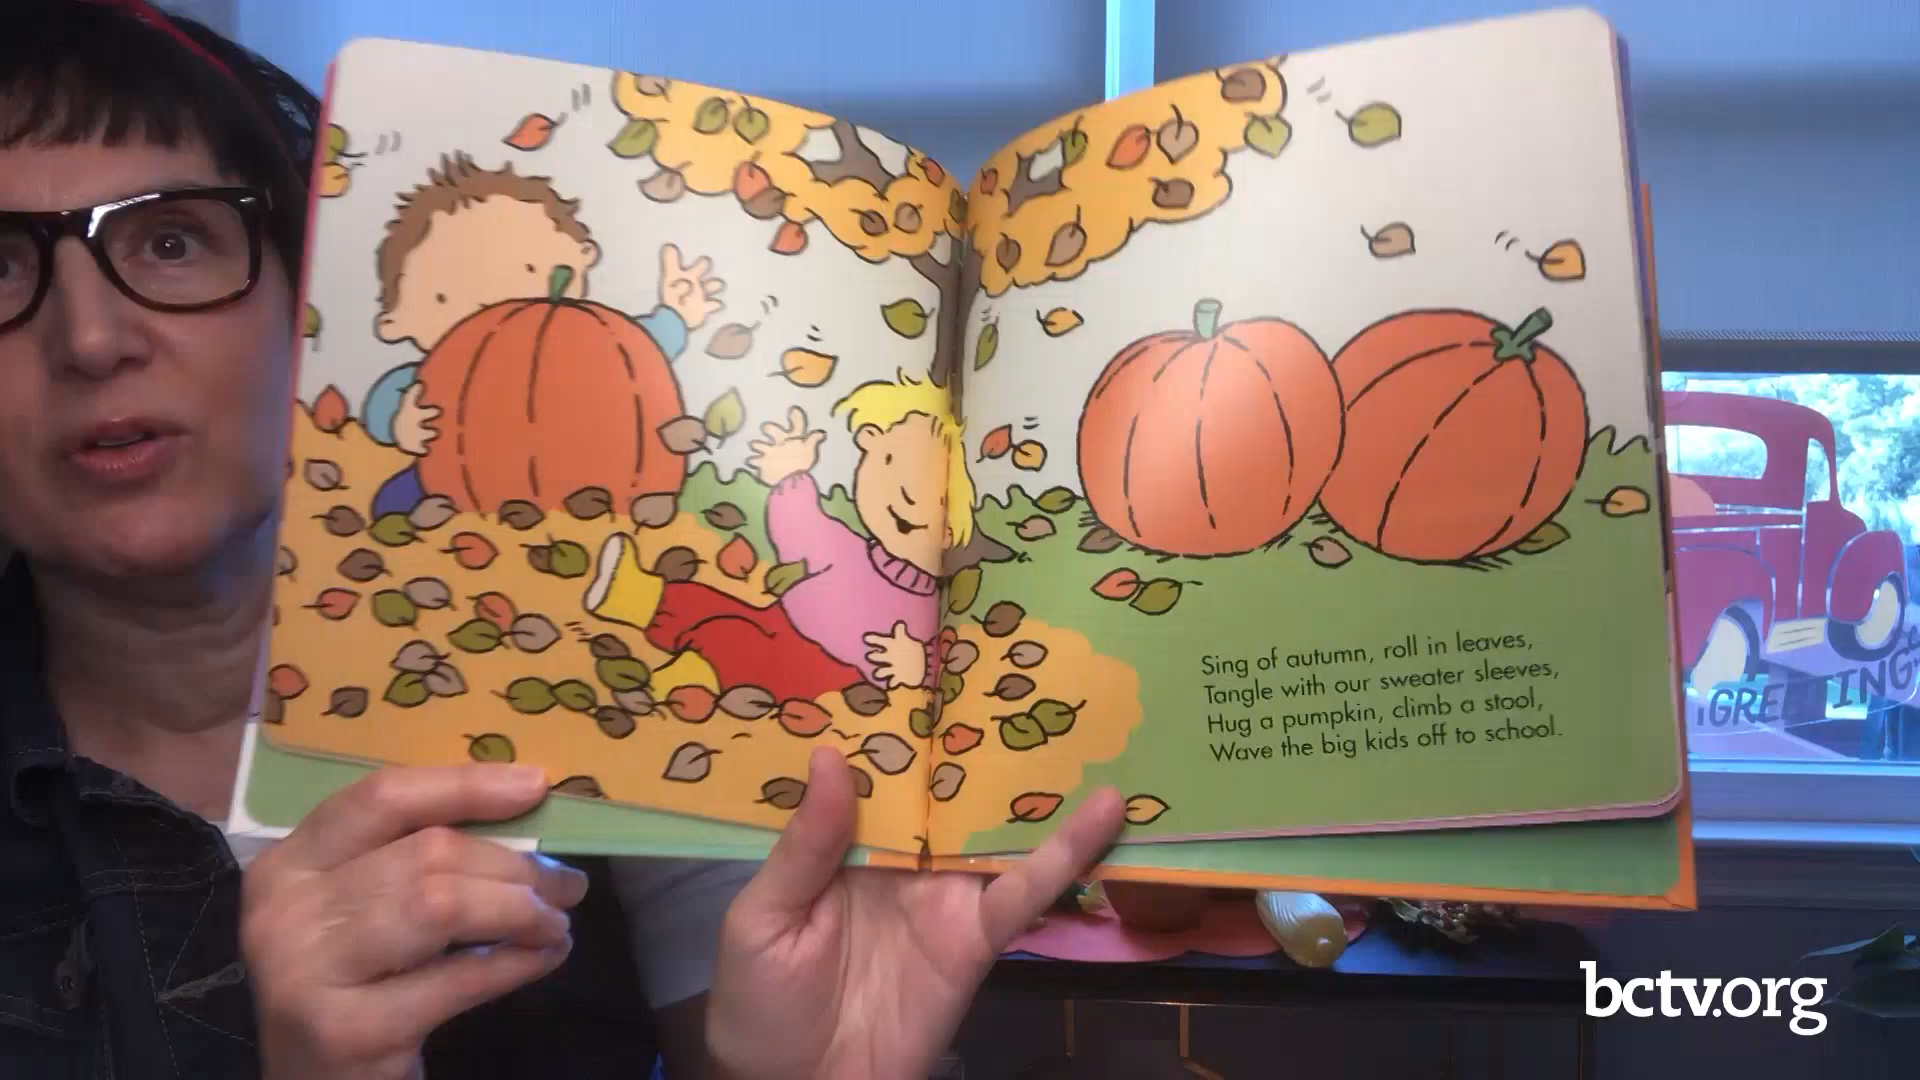 Sing of autumn, roll in leaves,
Tangle with our sweater sleeves,
Hug a pumpkin, climb a stool,
Wave the big kids off to school.
GREETING
bctv.org